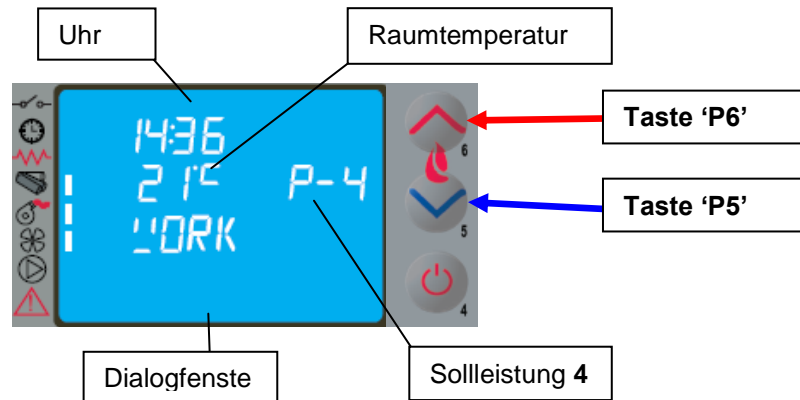 Uhr
Raumtemperatur
14:36
21°C P-4
WORK
6
5
4
Taste ‘P6’
Taste ‘P5’
Dialogfenste
Sollleistung 4